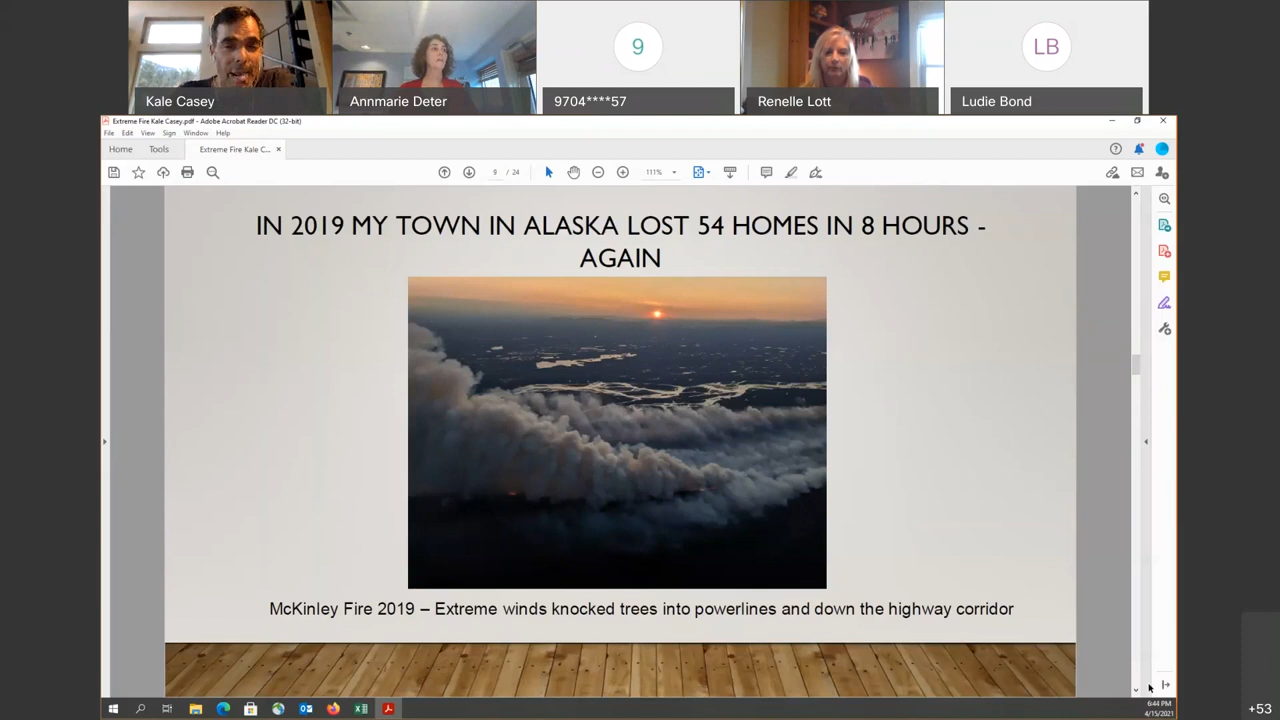 Kale Casey
Annmarie Deter
9
9704****57
Renelle Lott
LB
Ludie Bond
Extreme Fire Kale Casey.pdf - Adobe Acrobat Reader DC (32-bit)
File Edit View Sign Window Help
Home Tools Extreme Fire Kale C... ×
9 / 24 111%
IN 2019 MY TOWN IN ALASKA LOST 54 HOMES IN 8 HOURS -
AGAIN
McKinley Fire 2019 – Extreme winds knocked trees into powerlines and down the highway corridor
6:44 PM
4/15/2021
+53